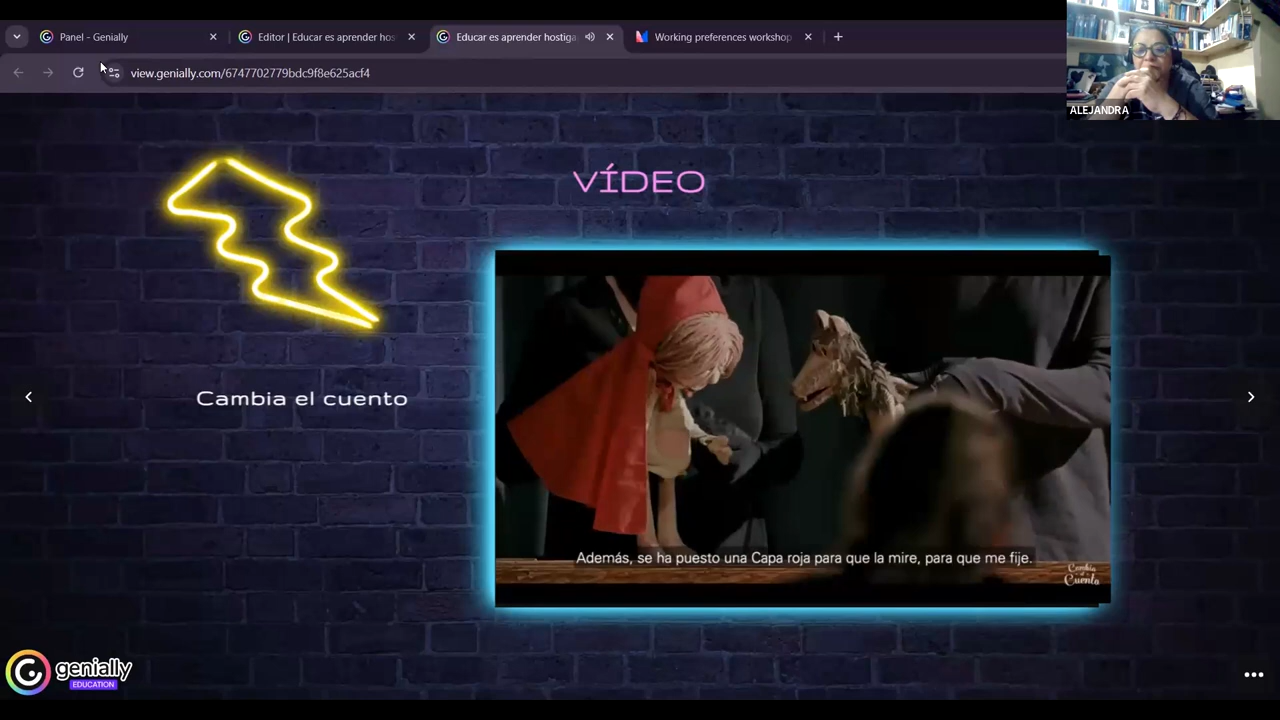 Panel - Genially
Editor | Educar es aprender hos
Educar es aprender hostiga
Working preferences workshop
view.genially.com/6747702779bdc9f8e625acf4
ALEJANDRA
VÍDEO
Cambia el cuento
Además, se ha puesto una Capa roja para que la mire, para que me fije.
Cambia
el
Cuento
genially
EDUCATION